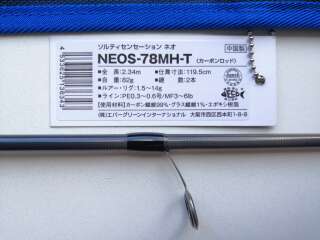 ソルティセンセーション ネオ
NEOS-78MH-T (カーボンロッド)
中国製
●全 長：2.34m ●仕舞寸法：119.5cm
●自 重：82g ●継 数：2本
●ルアー・リグ：1.5〜14g
●ライン：PE0.3〜0.6号/MF3〜6lb
【使用材料】カーボン繊維99%・グラス繊維1%・エポキシ樹脂
(株)エバーグリーンインターナショナル 大阪市西区西本町1-8-8